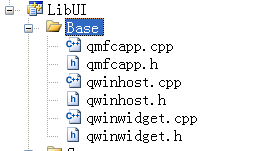 LibUI
Base
qmfcapp.cpp
qmfcapp.h
qwinhost.cpp
qwinhost.h
qwinwidget.cpp
qwinwidget.h